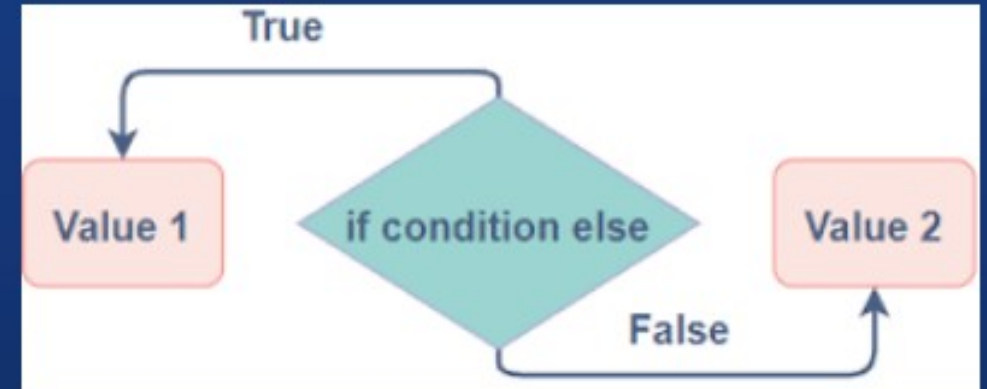 True
Value 1
if condition else
Value 2
False